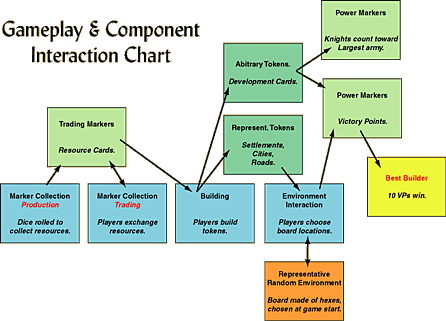 Gameplay & Component
Interaction Chart
Power Markers
Knights count toward
Largest army.
Abitrary Tokens.
Development Cards.
Power Markers
Victory Points.
Trading Markers
Resource Cards.
Represent. Tokens
Settlements,
Cities,
Roads.
Best Builder
10 VPs win.
Marker Collection
Production
Dice rolled to
collect resources.
Marker Collection
Trading
Players exchange
resources.
Building
Players build
tokens.
Environment
Interaction
Players choose
board locations.
Representative
Random Environment
Board made of hexes,
chosen at game start.